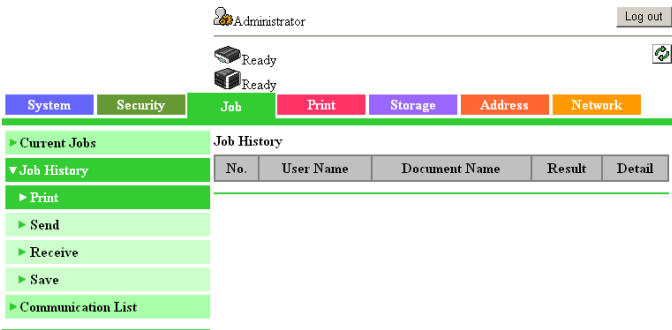 Administrator
Log out
Ready
Ready
System Security Job Print Storage Address Network
Current Jobs
Job History
Print
Send
Receive
Save
Communication List
Job History
No. User Name Document Name Result Detail